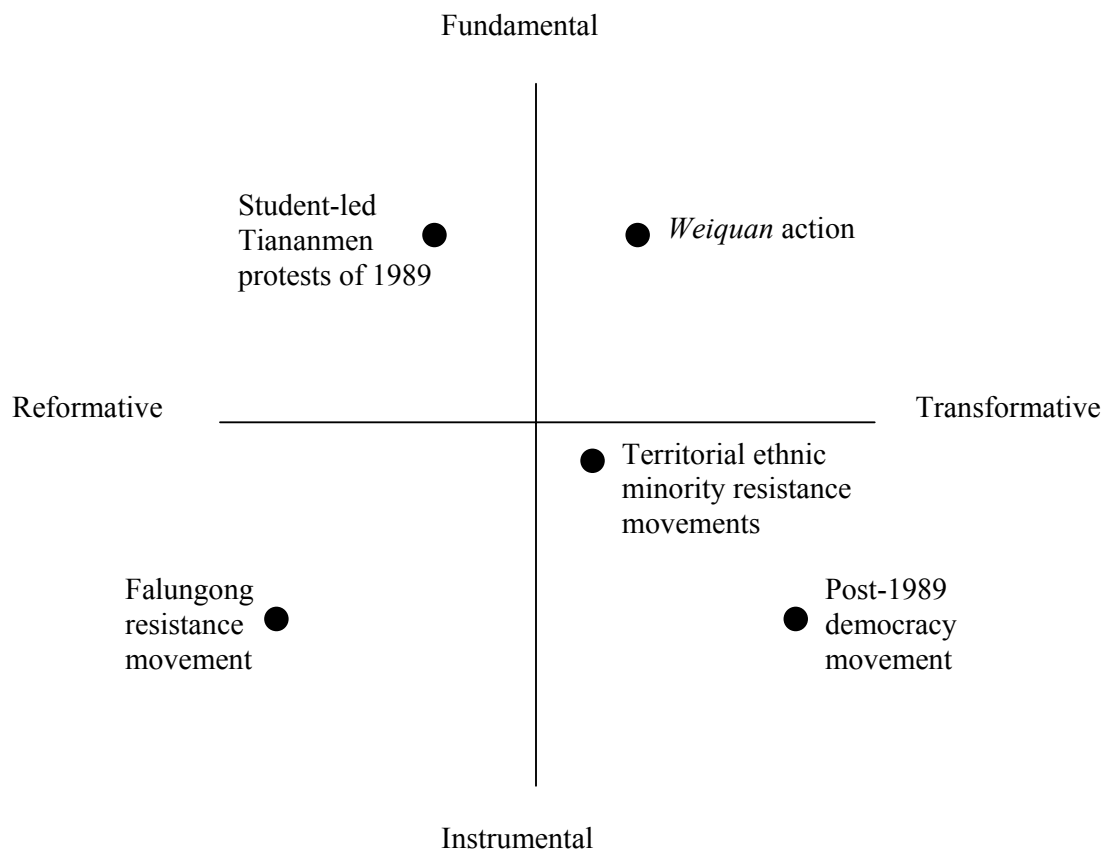 Fundamental
Student-led
Tiananmen
protests of 1989
Weiquan action
Reformative
Transformative
Territorial ethnic
minority resistance
movements
Falungong
resistance
movement
Post-1989
democracy
movement
Instrumental